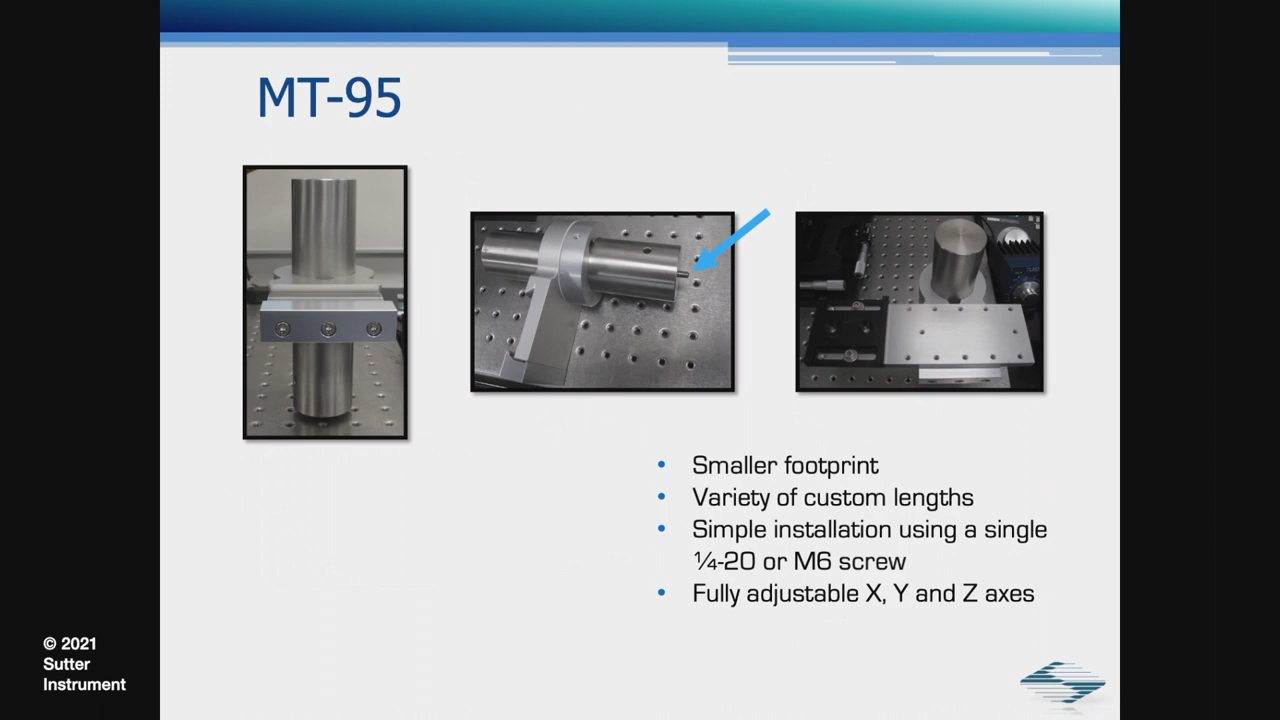 MT-95
• Smaller footprint
• Variety of custom lengths
• Simple installation using a single
¼-20 or M6 screw
• Fully adjustable X, Y and Z axes
© 2021
Sutter
Instrument